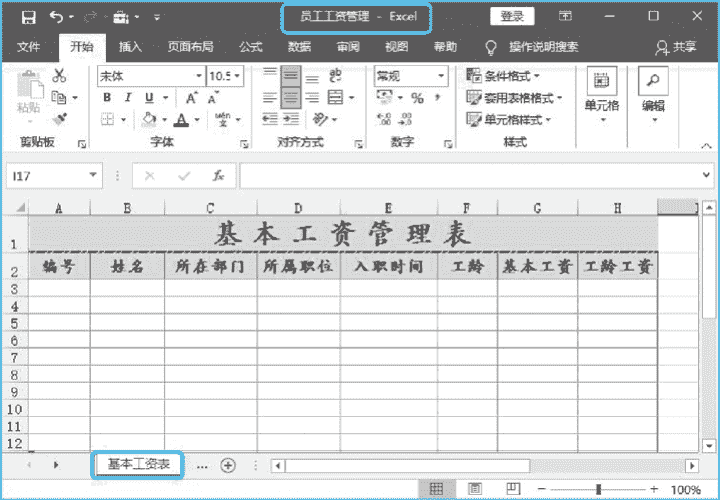 员工工资管理 - Excel 登录
文件 开始 插入 页面布局 公式 数据 审阅 视图 帮助 操作说明搜索 共享
宋体 10.5 常规 条件格式
粘贴 B I U A A ab % , 套用表格格式 单元格 编辑
A wén 文 .00 .0 单元格样式
剪贴板 字体 对齐方式 数字 样式
I17 fx
A B C D E F G H I
1 基本工资管理表
2 编号 姓名 所在部门 所属职位 入职时间 工龄 基本工资 工龄工资
3
4
5
6
7
8
9
10
11
12
基本工资表 ...
100%